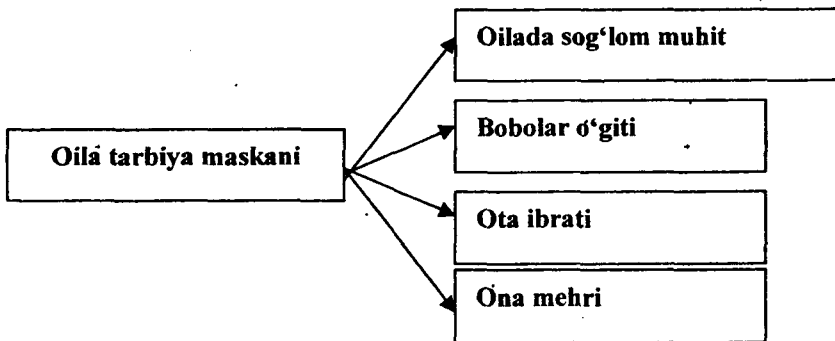 Oila tarbiya maskani
Oilada sog‘lom muhit
Bobolar o‘giti
Ota ibrati
Ona mehri